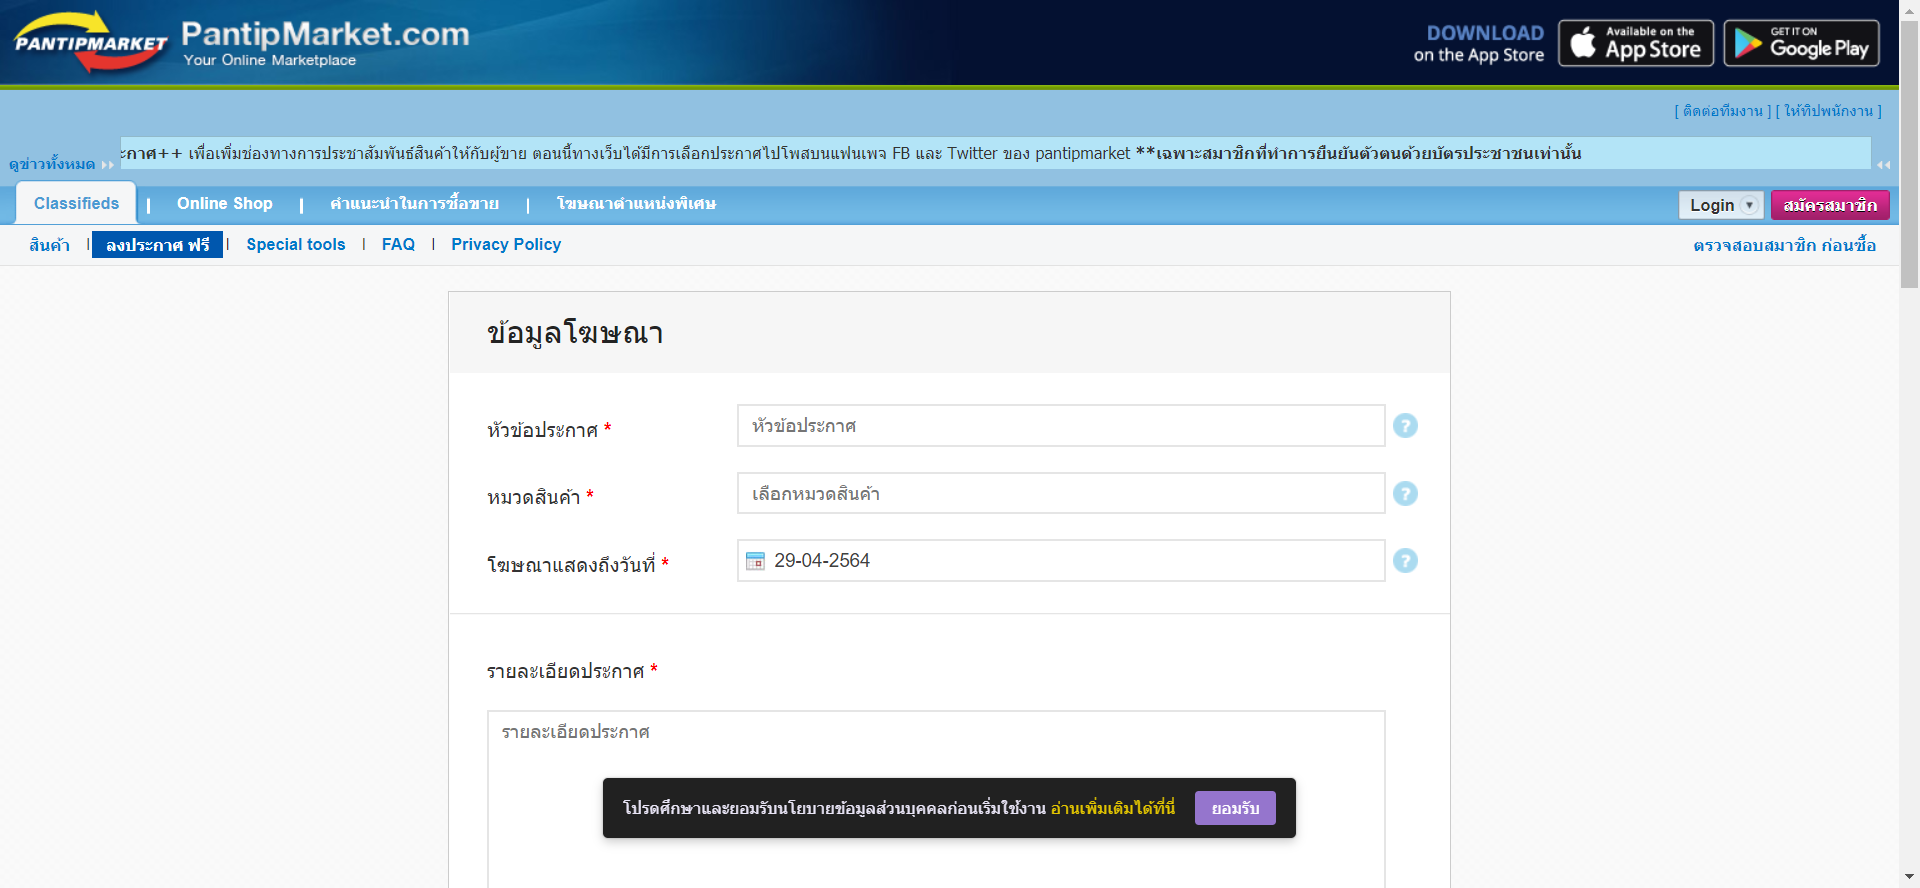 PANTIPMARKET
PantipMarket.com
Your Online Marketplace
DOWNLOAD
on the App Store
Available on the
App Store
GET IT ON
Google Play
[ ติดต่อทีมงาน ] [ ให้ทิปพนักงาน ]
ดูข่าวทั้งหมด
ะกาศ++ เพื่อเพิ่มช่องทางการประชาสัมพันธ์สินค้าให้กับผู้ขาย ตอนนี้ทางเว็บได้มีการเลือกประกาศไปโพสบนแฟนเพจ FB และ Twitter ของ pantipmarket **เฉพาะสมาชิกที่ทำการยืนยันตัวตนด้วยบัตรประชาชนเท่านั้น
Classifieds | Online Shop | คำแนะนำในการซื้อขาย | โฆษณาตำแหน่งพิเศษ
Login
สมัครสมาชิก
สินค้า | ลงประกาศ ฟรี | Special tools | FAQ | Privacy Policy
ตรวจสอบสมาชิก ก่อนซื้อ
ข้อมูลโฆษณา
หัวข้อประกาศ *
หัวข้อประกาศ
?
หมวดสินค้า *
เลือกหมวดสินค้า
?
โฆษณาแสดงถึงวันที่ *
29-04-2564
?
รายละเอียดประกาศ *
รายละเอียดประกาศ
โปรดศึกษาและยอมรับนโยบายข้อมูลส่วนบุคคลก่อนเริ่มใช้งาน อ่านเพิ่มเติมได้ที่นี่
ยอมรับ